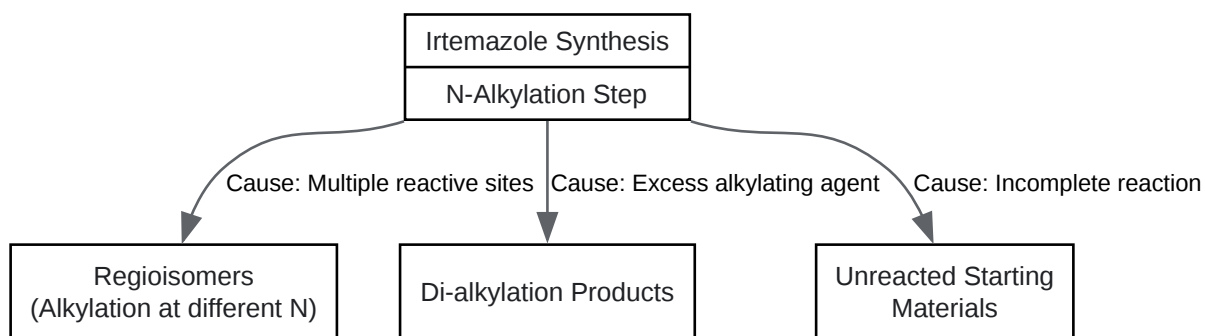 Irtemazole Synthesis
N-Alkylation Step
Cause: Multiple reactive sites
Cause: Excess alkylating agent
Cause: Incomplete reaction
Regioisomers
(Alkylation at different N)
Di-alkylation Products
Unreacted Starting
Materials